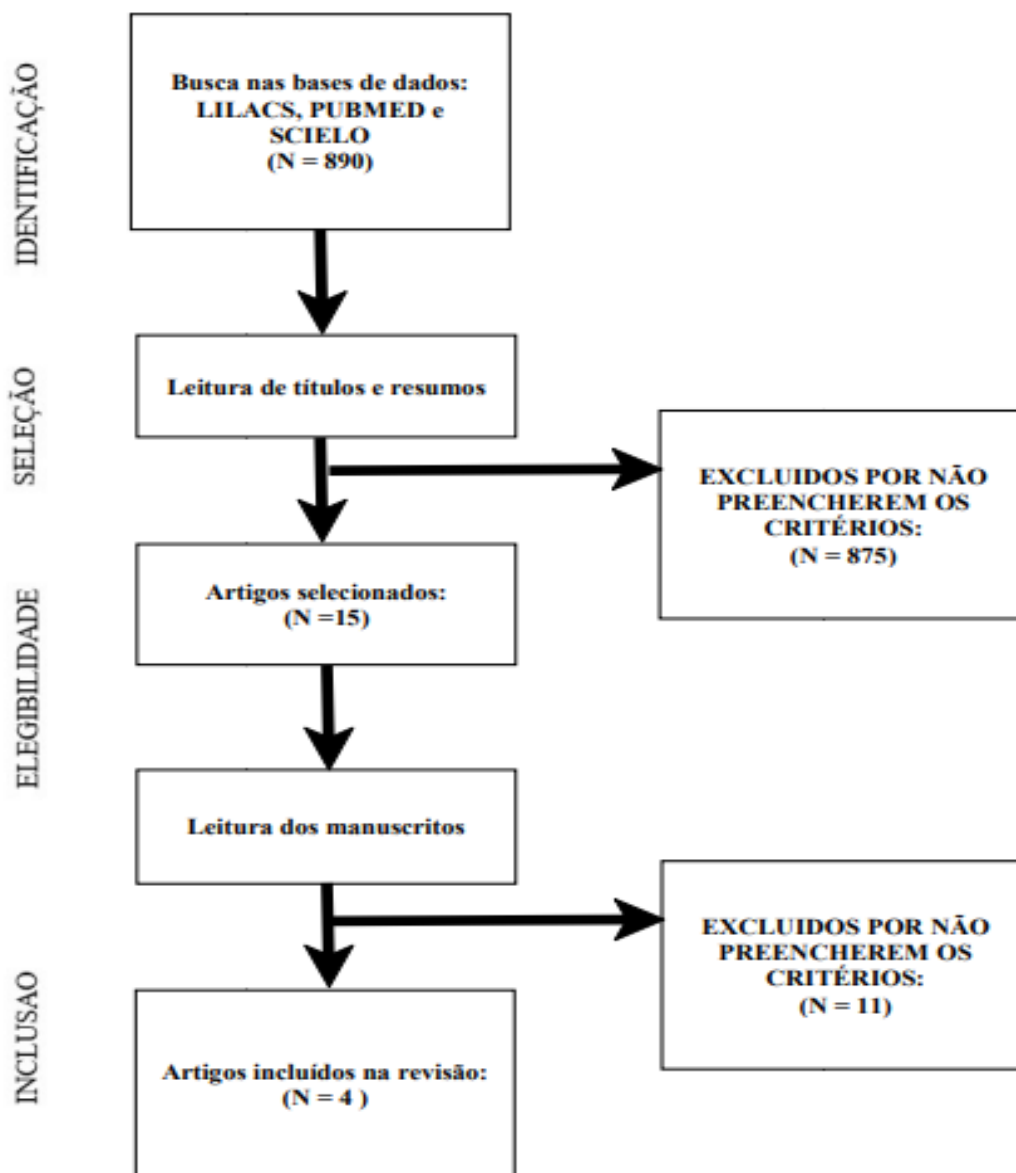 IDENTIFICAÇÃO
Busca nas bases de dados:
LILACS, PUBMED e
SCIELO
(N = 890)
SELEÇÃO
Leitura de títulos e resumos
EXCLUIDOS POR NÃO
PREENCHEREM OS
CRITÉRIOS:
(N = 875)
ELEGIBILIDADE
Artigos selecionados:
(N =15)
Leitura dos manuscritos
EXCLUIDOS POR NÃO
PREENCHEREM OS
CRITÉRIOS:
(N = 11)
INCLUSAO
Artigos incluídos na revisão:
(N = 4 )